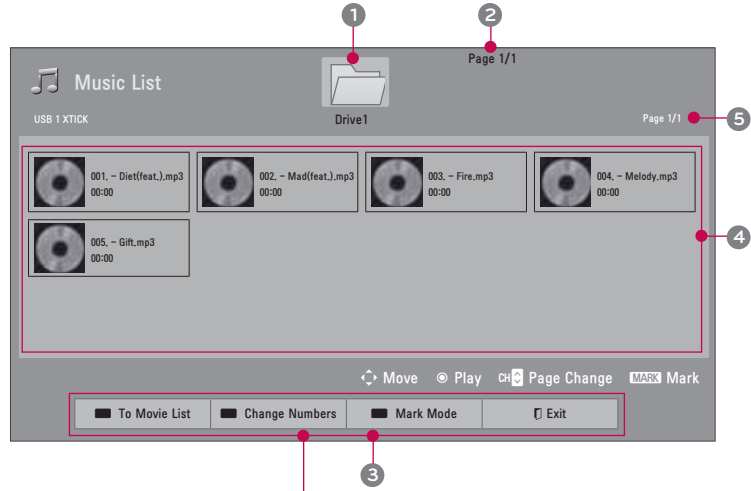 1
2
Page 1/1
Music List
Drive1
USB 1 XTICK
Page 1/1
5
001. - Diet(feat.).mp3
00:00
002. - Mad(feat.).mp3
00:00
003. - Fire.mp3
00:00
004. - Melody.mp3
00:00
4
005. - Gift.mp3
00:00
Move
Play
CH Page Change
MARK Mark
To Movie List
Change Numbers
Mark Mode
Exit
3